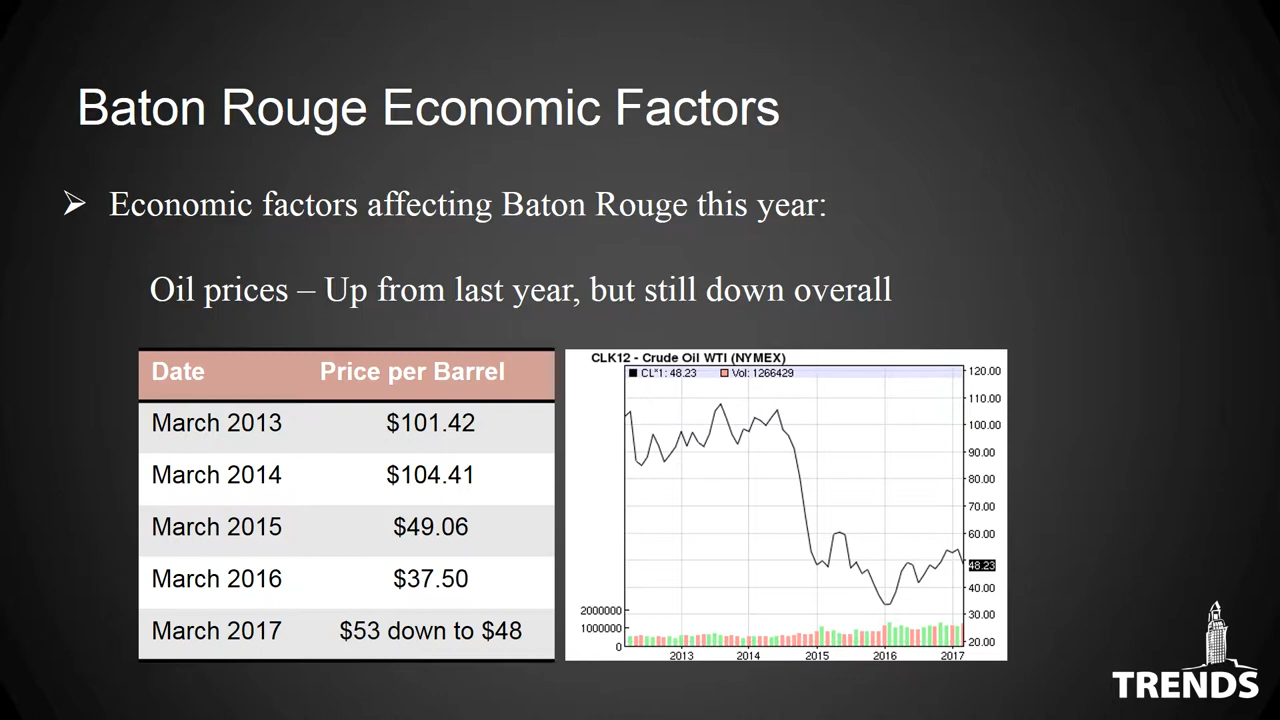 Baton Rouge Economic Factors
➢ Economic factors affecting Baton Rouge this year:
Oil prices – Up from last year, but still down overall
Date Price per Barrel
March 2013 $101.42
March 2014 $104.41
March 2015 $49.06
March 2016 $37.50
March 2017 $53 down to $48
CLK12 - Crude Oil WTI (NYMEX)
CL*1: 48.23 Vol: 1266429
120.00
110.00
100.00
90.00
80.00
70.00
60.00
48.23
40.00
30.00
20.00
2000000
1000000
0
2013 2014 2015 2016 2017
TRENDS